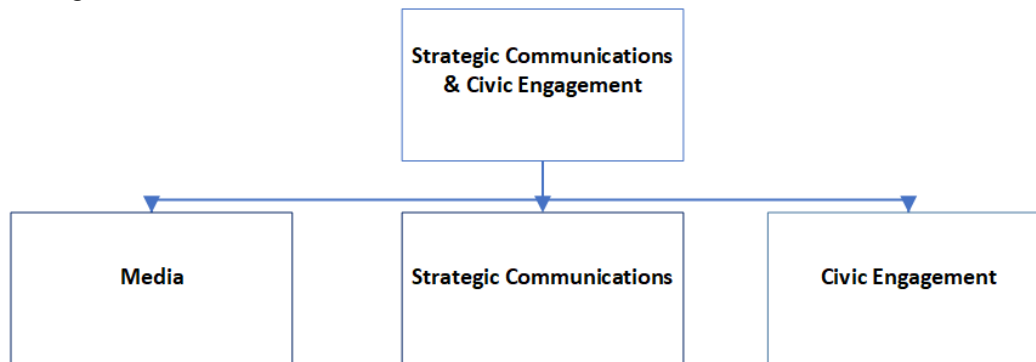 Strategic Communications
& Civic Engagement
Media
Strategic Communications
Civic Engagement